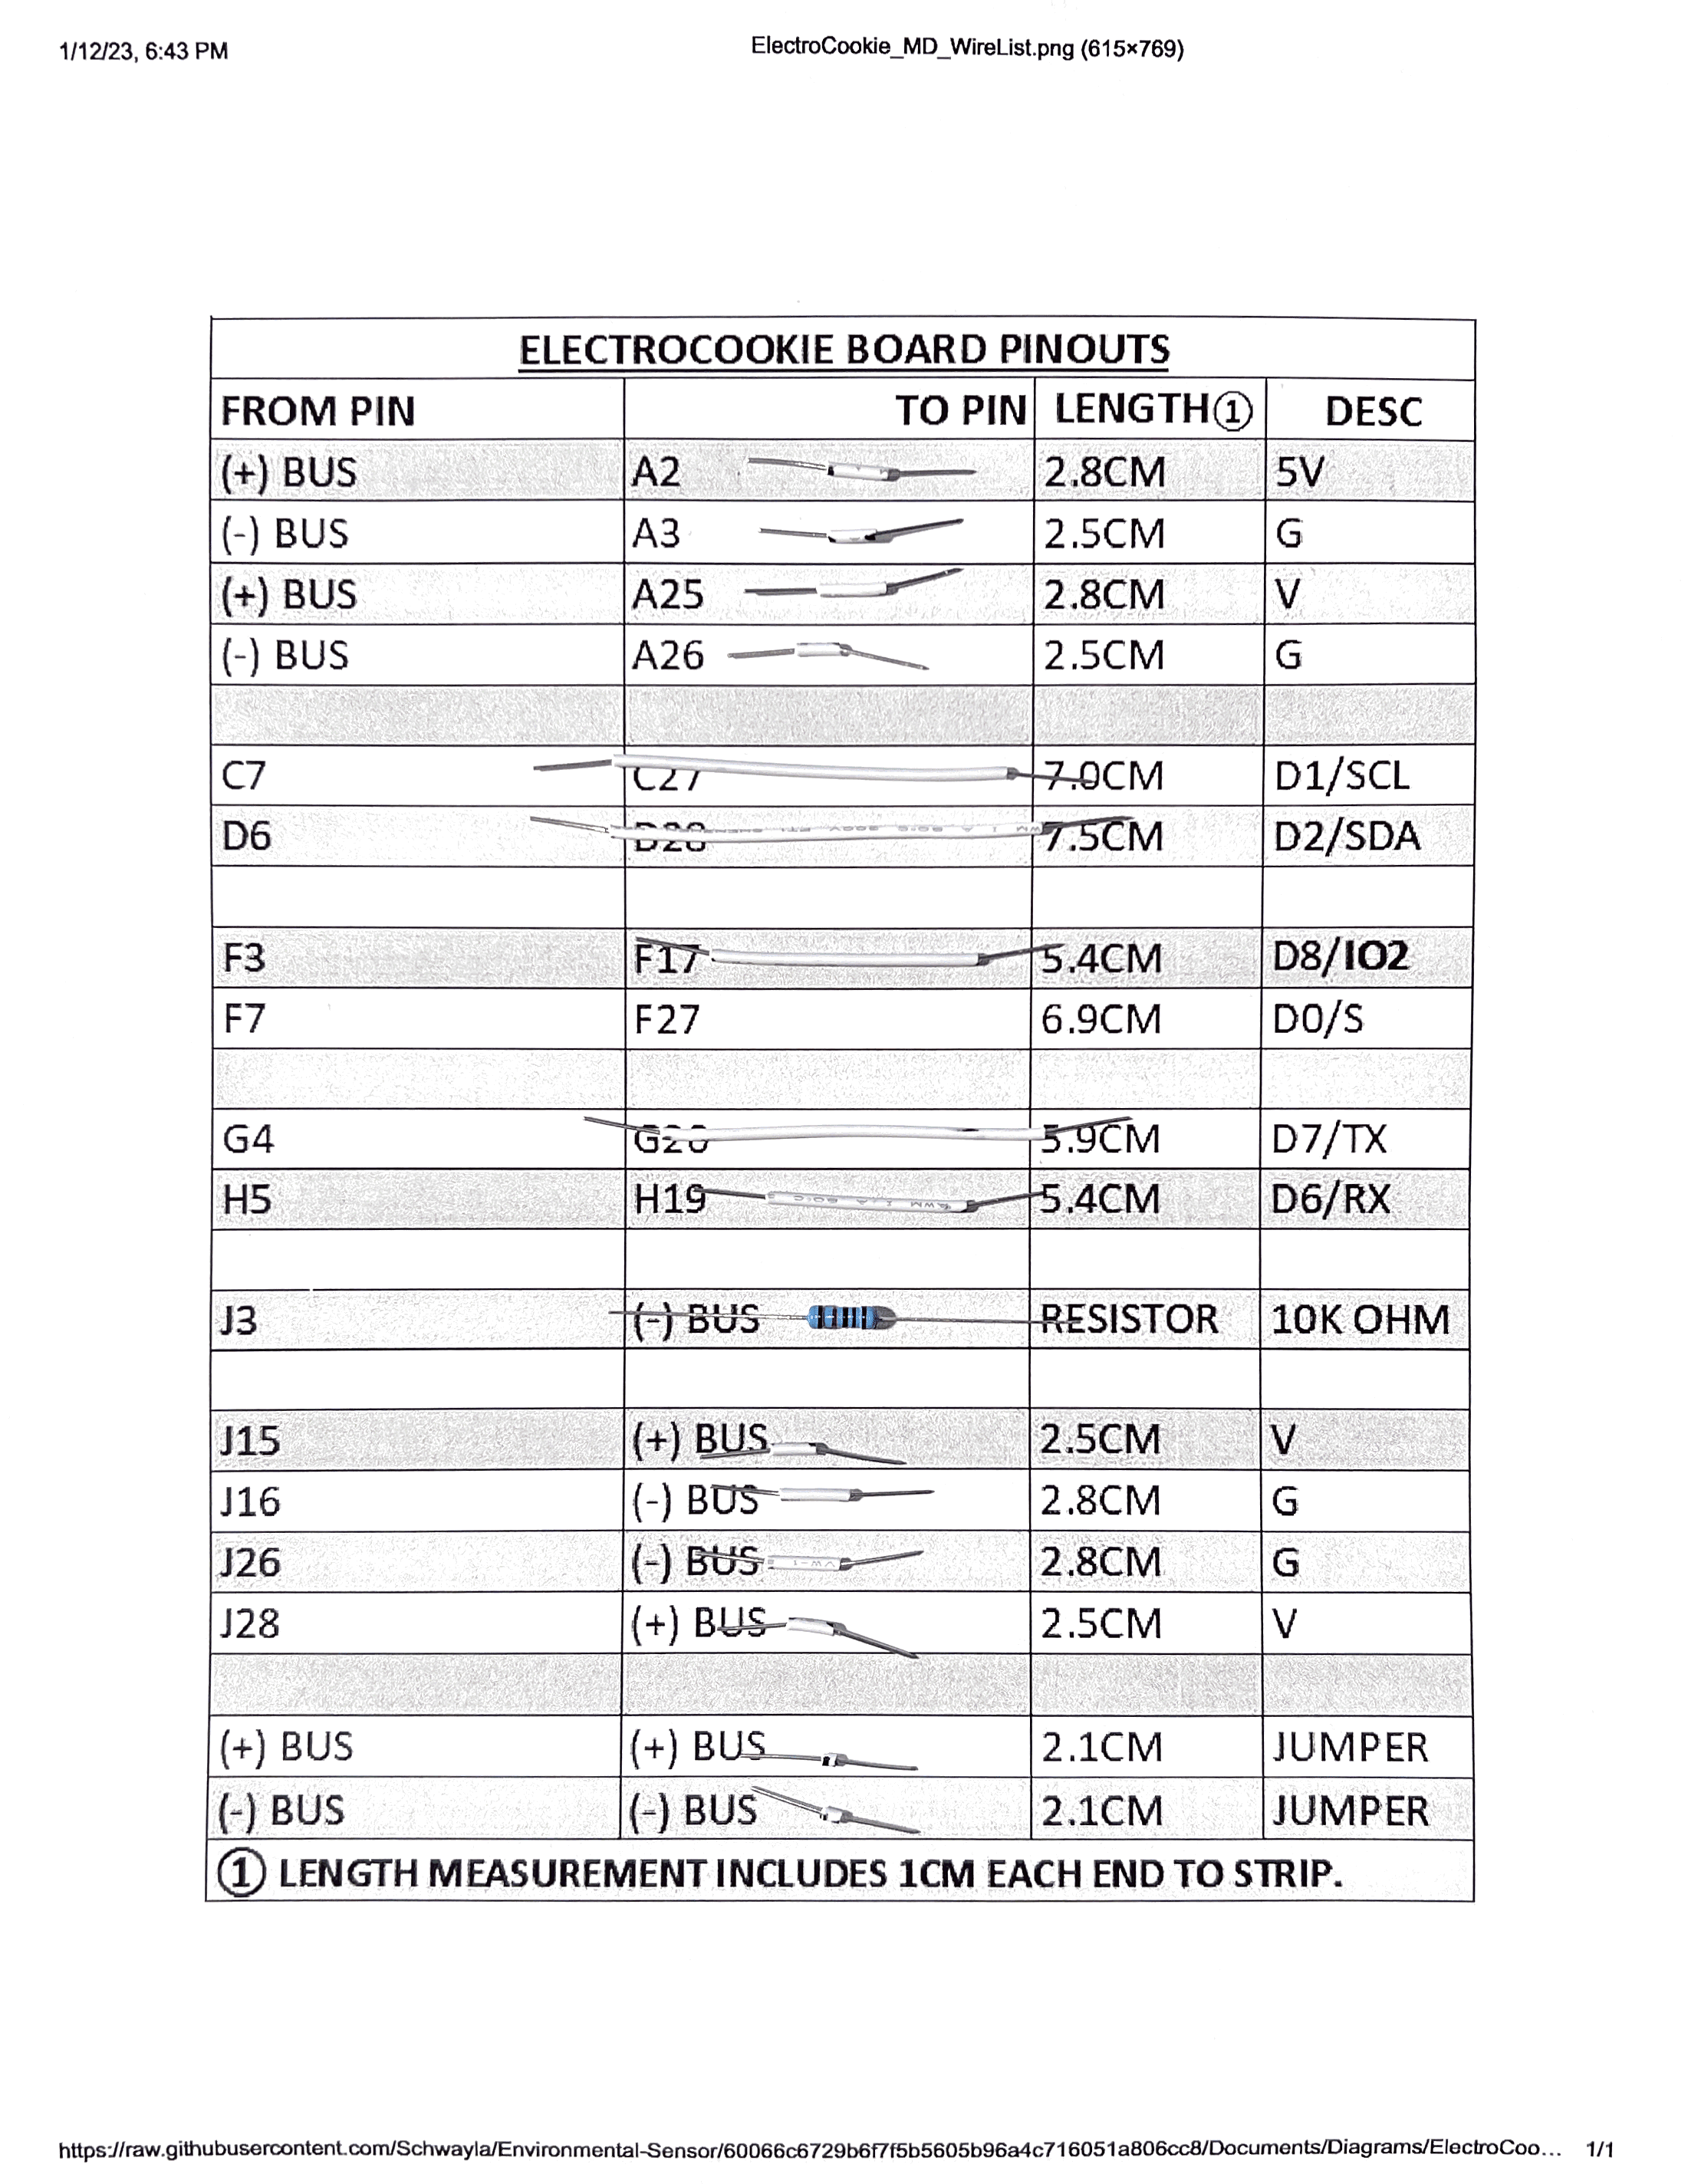 1/12/23, 6:43 PM ElectroCookie_MD_WireList.png (615×769)
ELECTROCOOKIE BOARD PINOUTS
FROM PIN TO PIN LENGTH① DESC
(+) BUS A2 2.8CM 5V
(-) BUS A3 2.5CM G
(+) BUS A25 2.8CM V
(-) BUS A26 2.5CM G
C7 C27 7.0CM D1/SCL
D6 7.5CM D2/SDA
F3 F17 5.4CM D8/IO2
F7 F27 6.9CM D0/S
G4 5.9CM D7/TX
H5 H19 5.4CM D6/RX
J3 (-) BUS RESISTOR 10K OHM
J15 (+) BUS 2.5CM V
J16 (-) BUS 2.8CM G
J26 (-) BUS 2.8CM G
J28 (+) BUS 2.5CM V
(+) BUS (+) BUS 2.1CM JUMPER
(-) BUS (-) BUS 2.1CM JUMPER
① LENGTH MEASUREMENT INCLUDES 1CM EACH END TO STRIP.
https://raw.githubusercontent.com/Schwayla/Environmental-Sensor/60066c6729b6f7f5b5605b96a4c716051a806cc8/Documents/Diagrams/ElectroCoo... 1/1